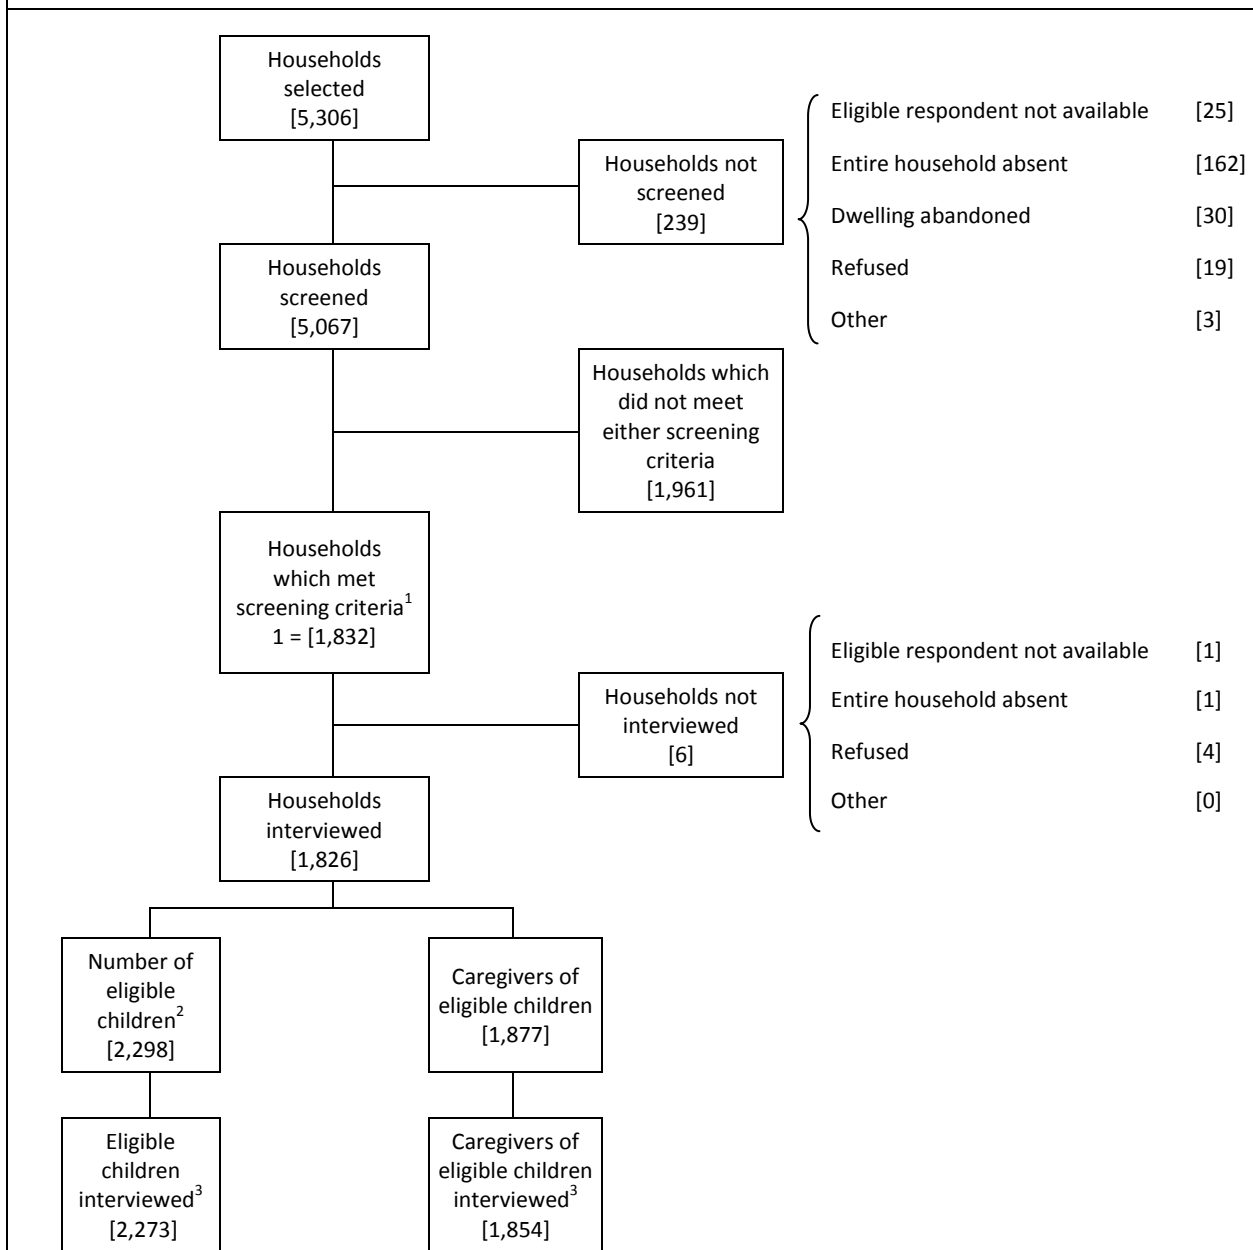 Households
selected
[5,306]
Households not
screened
[239]
Eligible respondent not available [25]
Entire household absent [162]
Dwelling abandoned [30]
Refused [19]
Other [3]
Households
screened
[5,067]
Households which
did not meet
either screening
criteria
[1,961]
Households
which met
screening criteria1
1 = [1,832]
Households not
interviewed
[6]
Eligible respondent not available [1]
Entire household absent [1]
Refused [4]
Other [0]
Households
interviewed
[1,826]
Number of
eligible
children2
[2,298]
Caregivers of
eligible children
[1,877]
Eligible
children
interviewed3
[2,273]
Caregivers of
eligible children
interviewed3
[1,854]